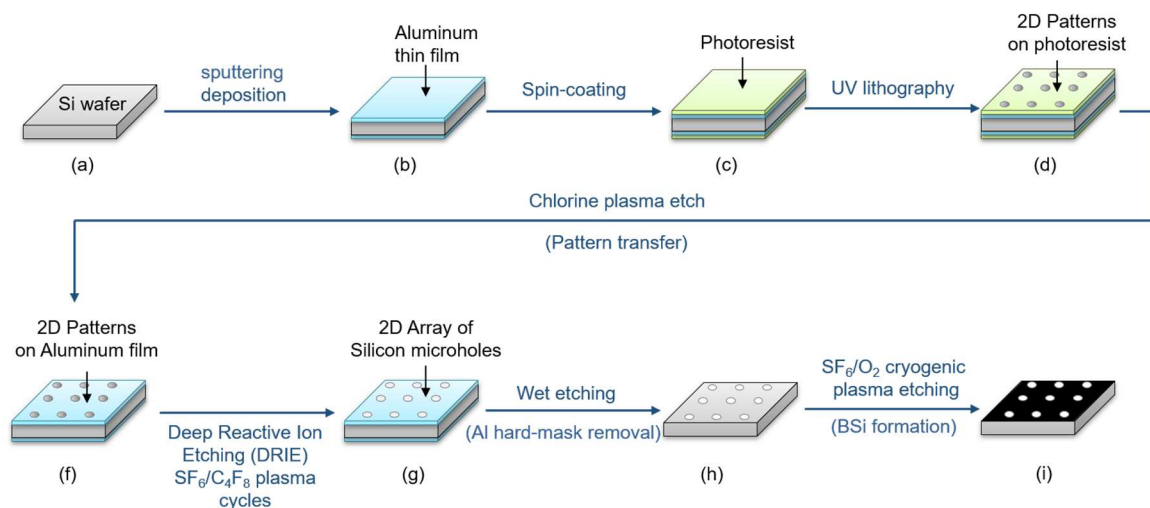 Si wafer
(a)
sputtering
deposition
Aluminum
thin film
(b)
Spin-coating
Photoresist
(c)
UV lithography
2D Patterns
on photoresist
(d)
Chlorine plasma etch
(Pattern transfer)
2D Patterns
on Aluminum film
(f)
Deep Reactive Ion
Etching (DRIE)
SF₆/C₄F₈ plasma
cycles
2D Array of
Silicon microholes
(g)
Wet etching
(Al hard-mask removal)
(h)
SF₆/O₂ cryogenic
plasma etching
(BSi formation)
(i)